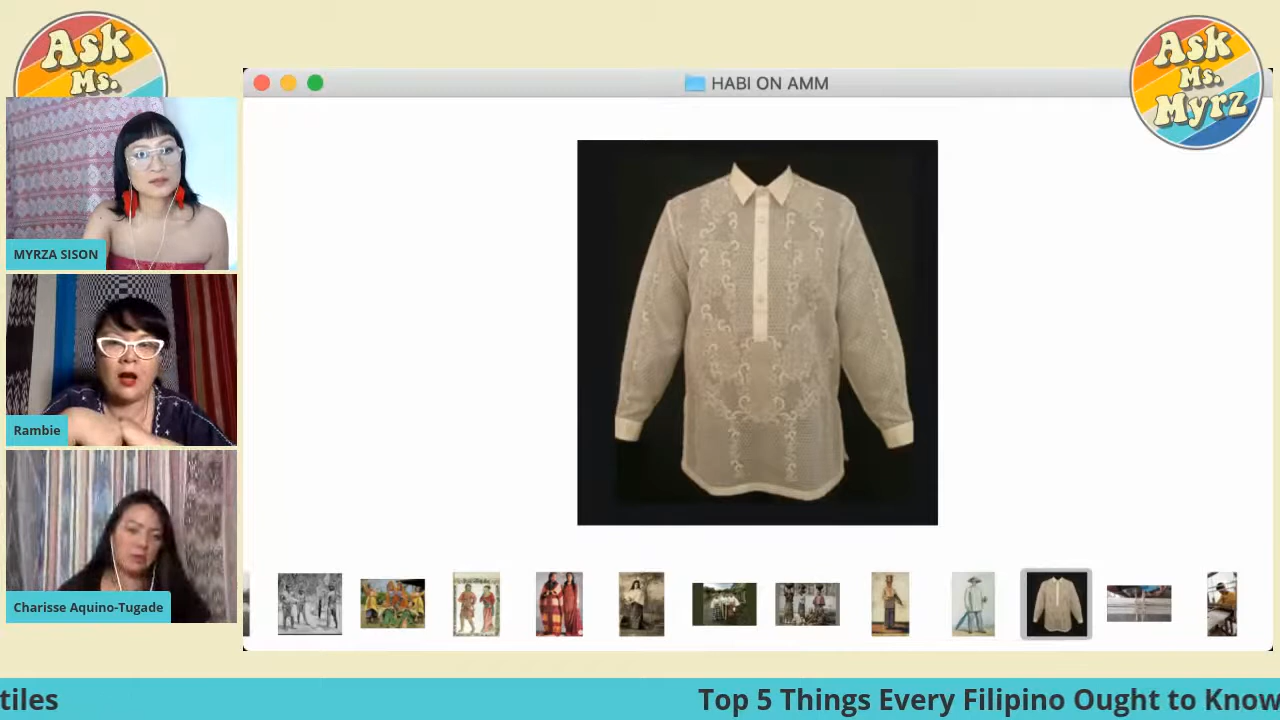 Ask
Ms.
HABI ON AMM
Ask
Ms.
Myrz
MYRZA SISON
Rambie
Charisse Aquino-Tugade
tiles
Top 5 Things Every Filipino Ought to Know